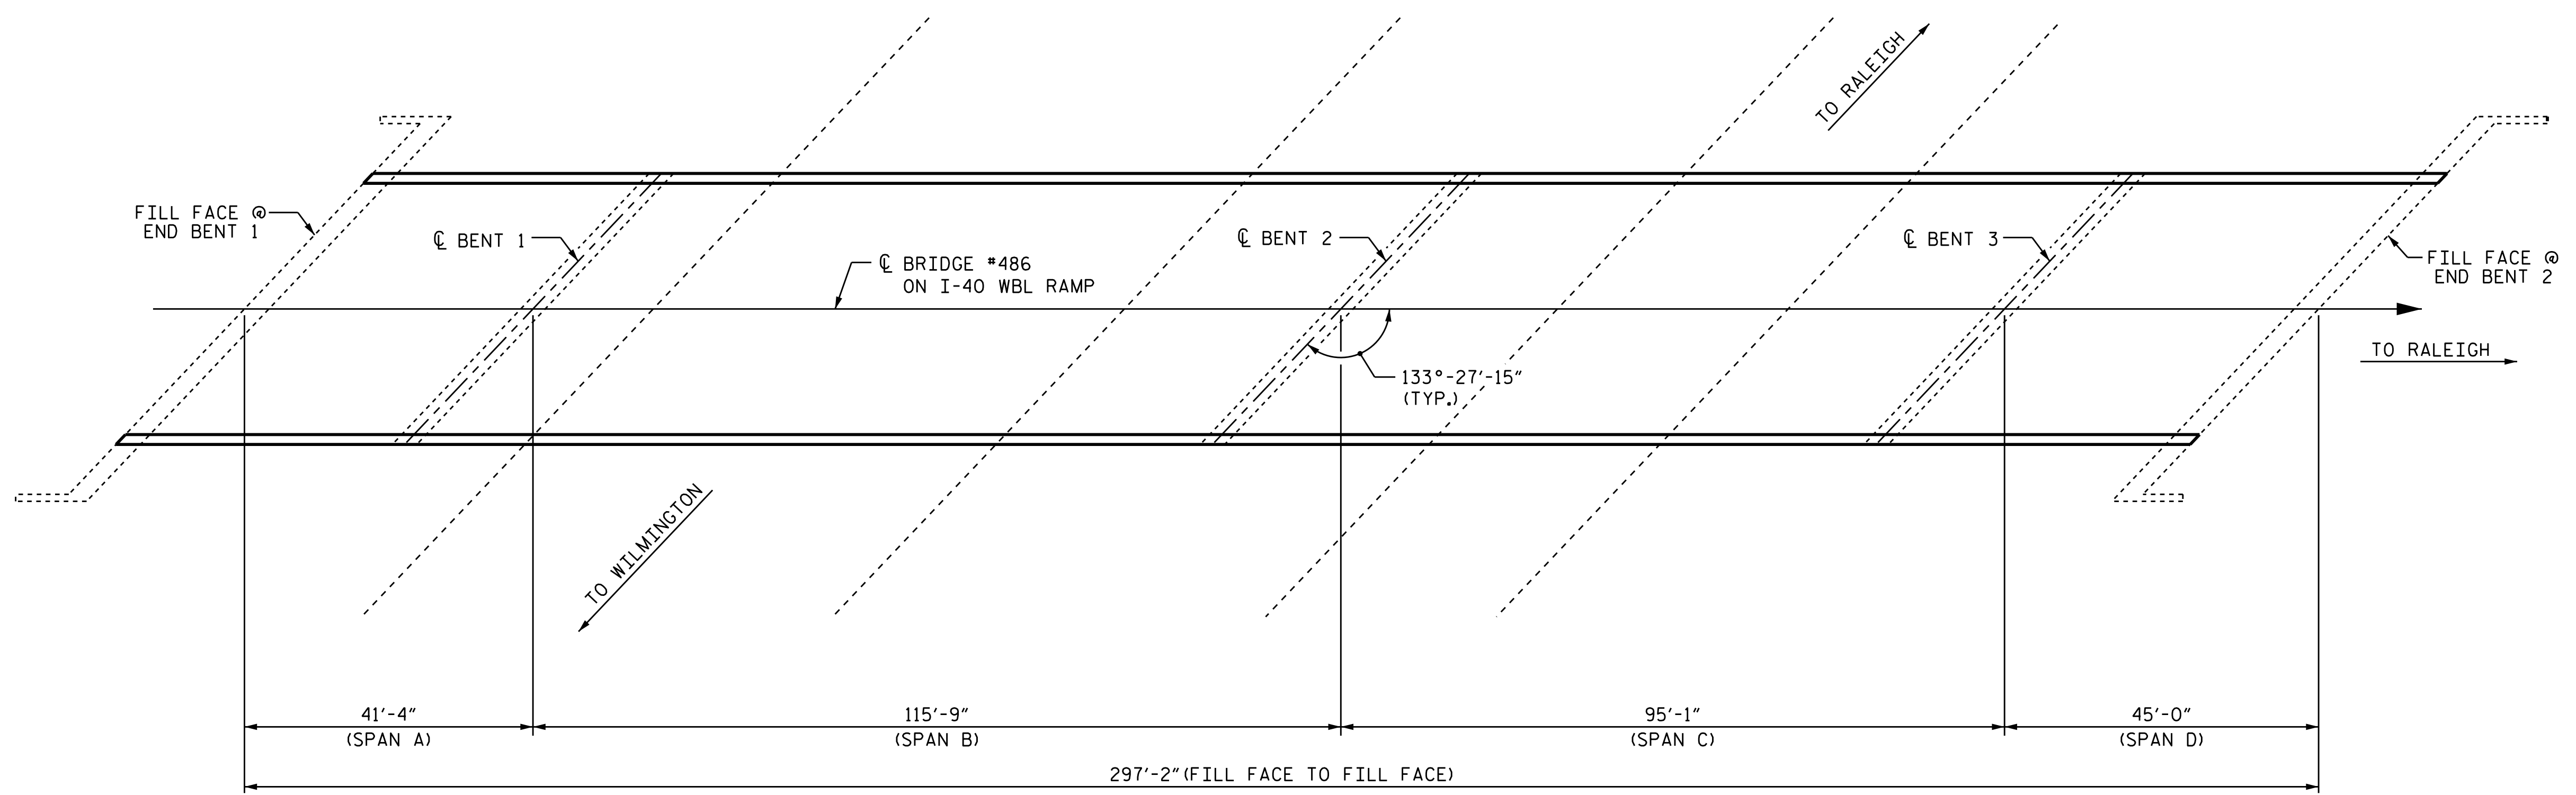 TO RALEIGH
FILL FACE @
END BENT 1
℄ BENT 1
℄ BRIDGE #486
ON I-40 WBL RAMP
℄ BENT 2
℄ BENT 3
FILL FACE @
END BENT 2
TO RALEIGH
133°-27'-15"
(TYP.)
TO WILMINGTON
41'-4"
(SPAN A)
115'-9"
(SPAN B)
95'-1"
(SPAN C)
45'-0"
(SPAN D)
297'-2"(FILL FACE TO FILL FACE)